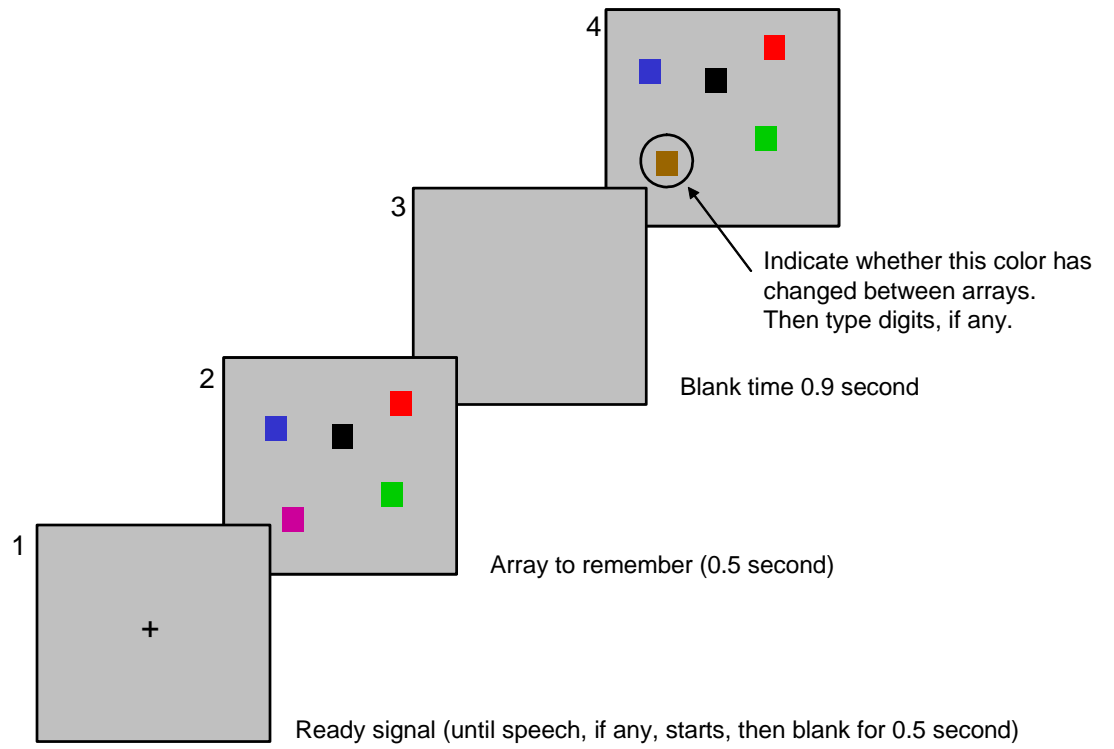 4
3
Indicate whether this color has
changed between arrays.
Then type digits, if any.
2
Blank time 0.9 second
1
Array to remember (0.5 second)
+
Ready signal (until speech, if any, starts, then blank for 0.5 second)